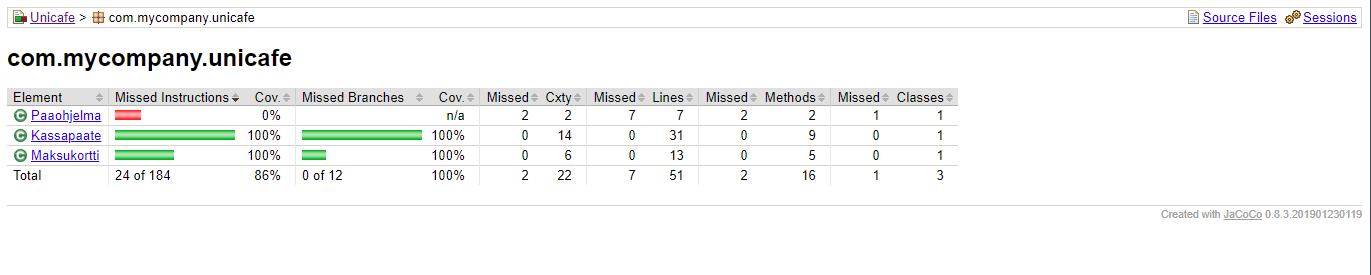 Unicafe > com.mycompany.unicafe Source Files Sessions
com.mycompany.unicafe
Element Missed Instructions Cov. Missed Branches Cov. Missed Cxty Missed Lines Missed Methods Missed Classes
C Paaohjelma 0% n/a 2 2 7 7 2 2 1 1
C Kassapaate 100% 100% 0 14 0 31 0 9 0 1
C Maksukortti 100% 100% 0 6 0 13 0 5 0 1
Total 24 of 184 86% 0 of 12 100% 2 22 7 51 2 16 1 3
Created with JaCoCo 0.8.3.201901230119